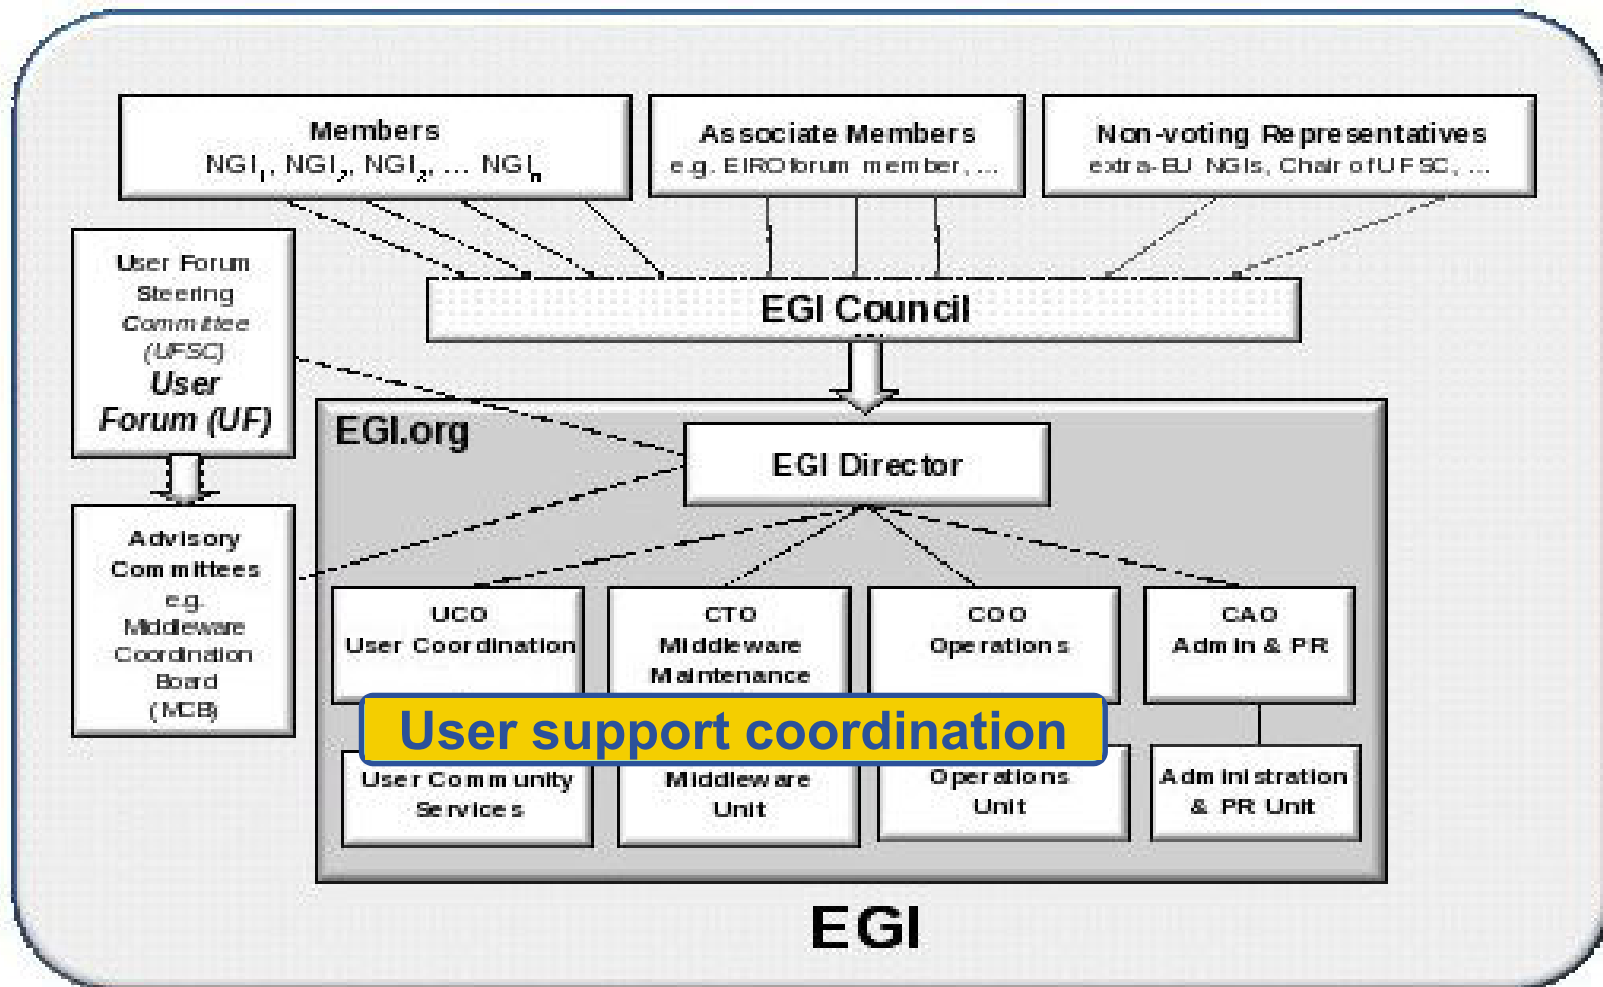 Members
NGI1, NGI2, NGI2, ... NGIn
Associate Members
e.g. EIROforum member, ...
Non-voting Representatives
extra-EU NGIs, Chair of UFSC, ...
User Forum
Steering
Committee
(UFSC)
User
Forum (UF)
EGI Council
EGI.org
EGI Director
Advisory
Committees
e.g.
Middleware
Coordination
Board
(MCB)
UCO
User Coordination
CTO
Middleware
Maintenance
COO
Operations
CAO
Admin & PR
User support coordination
User Community
Services
Middleware
Unit
Operations
Unit
Administration
& PR Unit
EGI